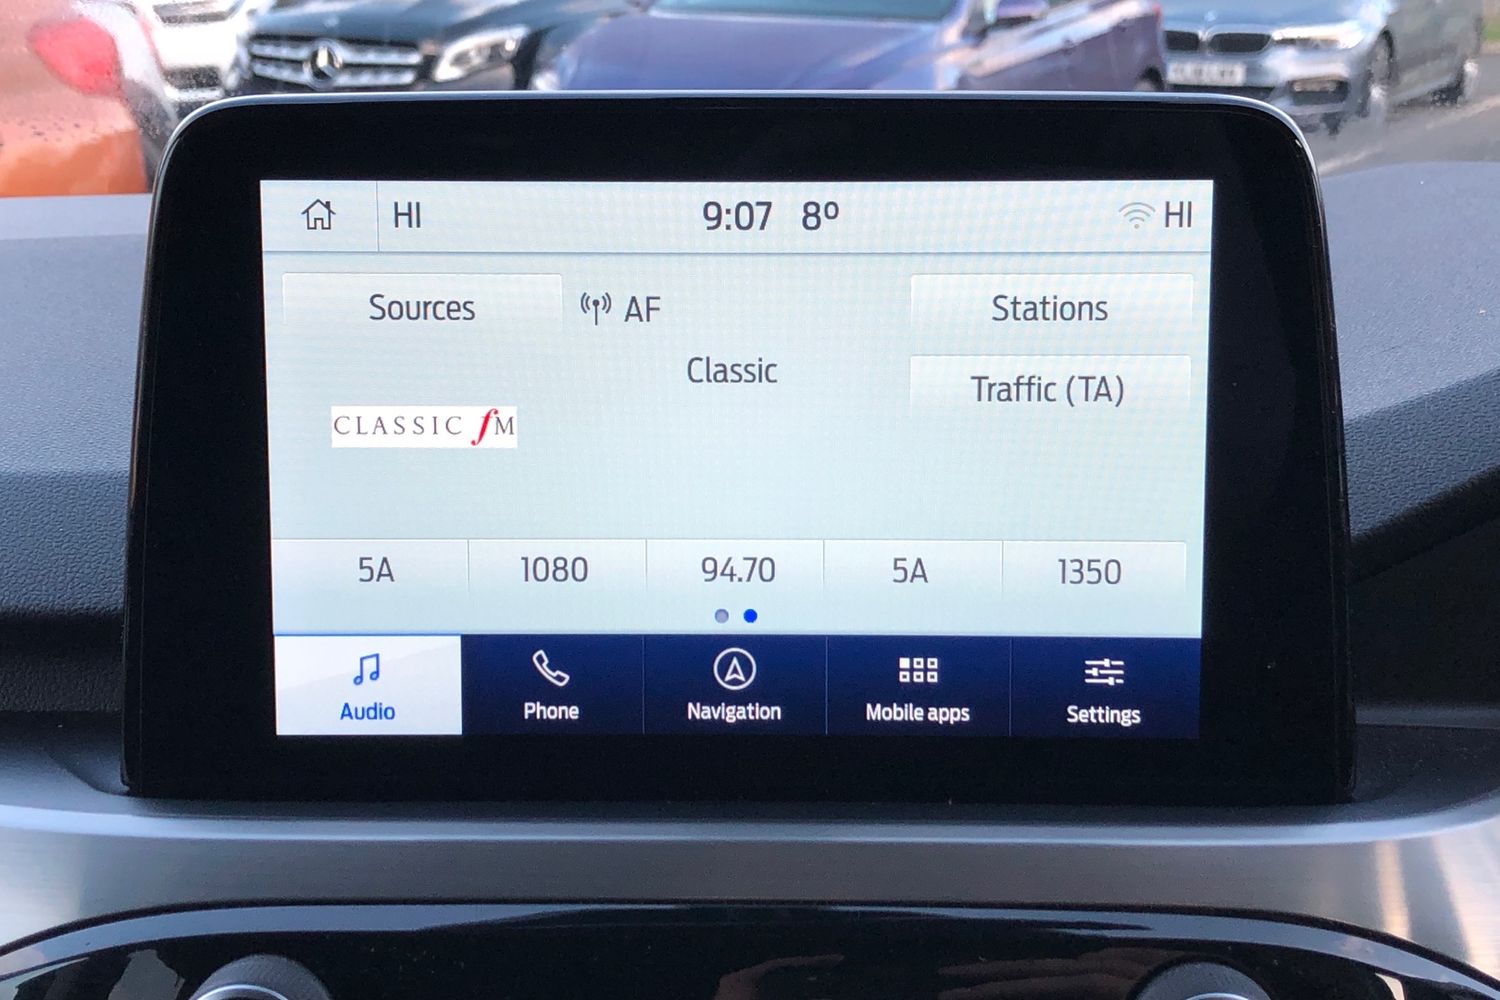 HI 9:07 8° HI
Sources AF Stations
Classic
Traffic (TA)
CLASSIC fM
5A 1080 94.70 5A 1350
Audio Phone Navigation Mobile apps Settings